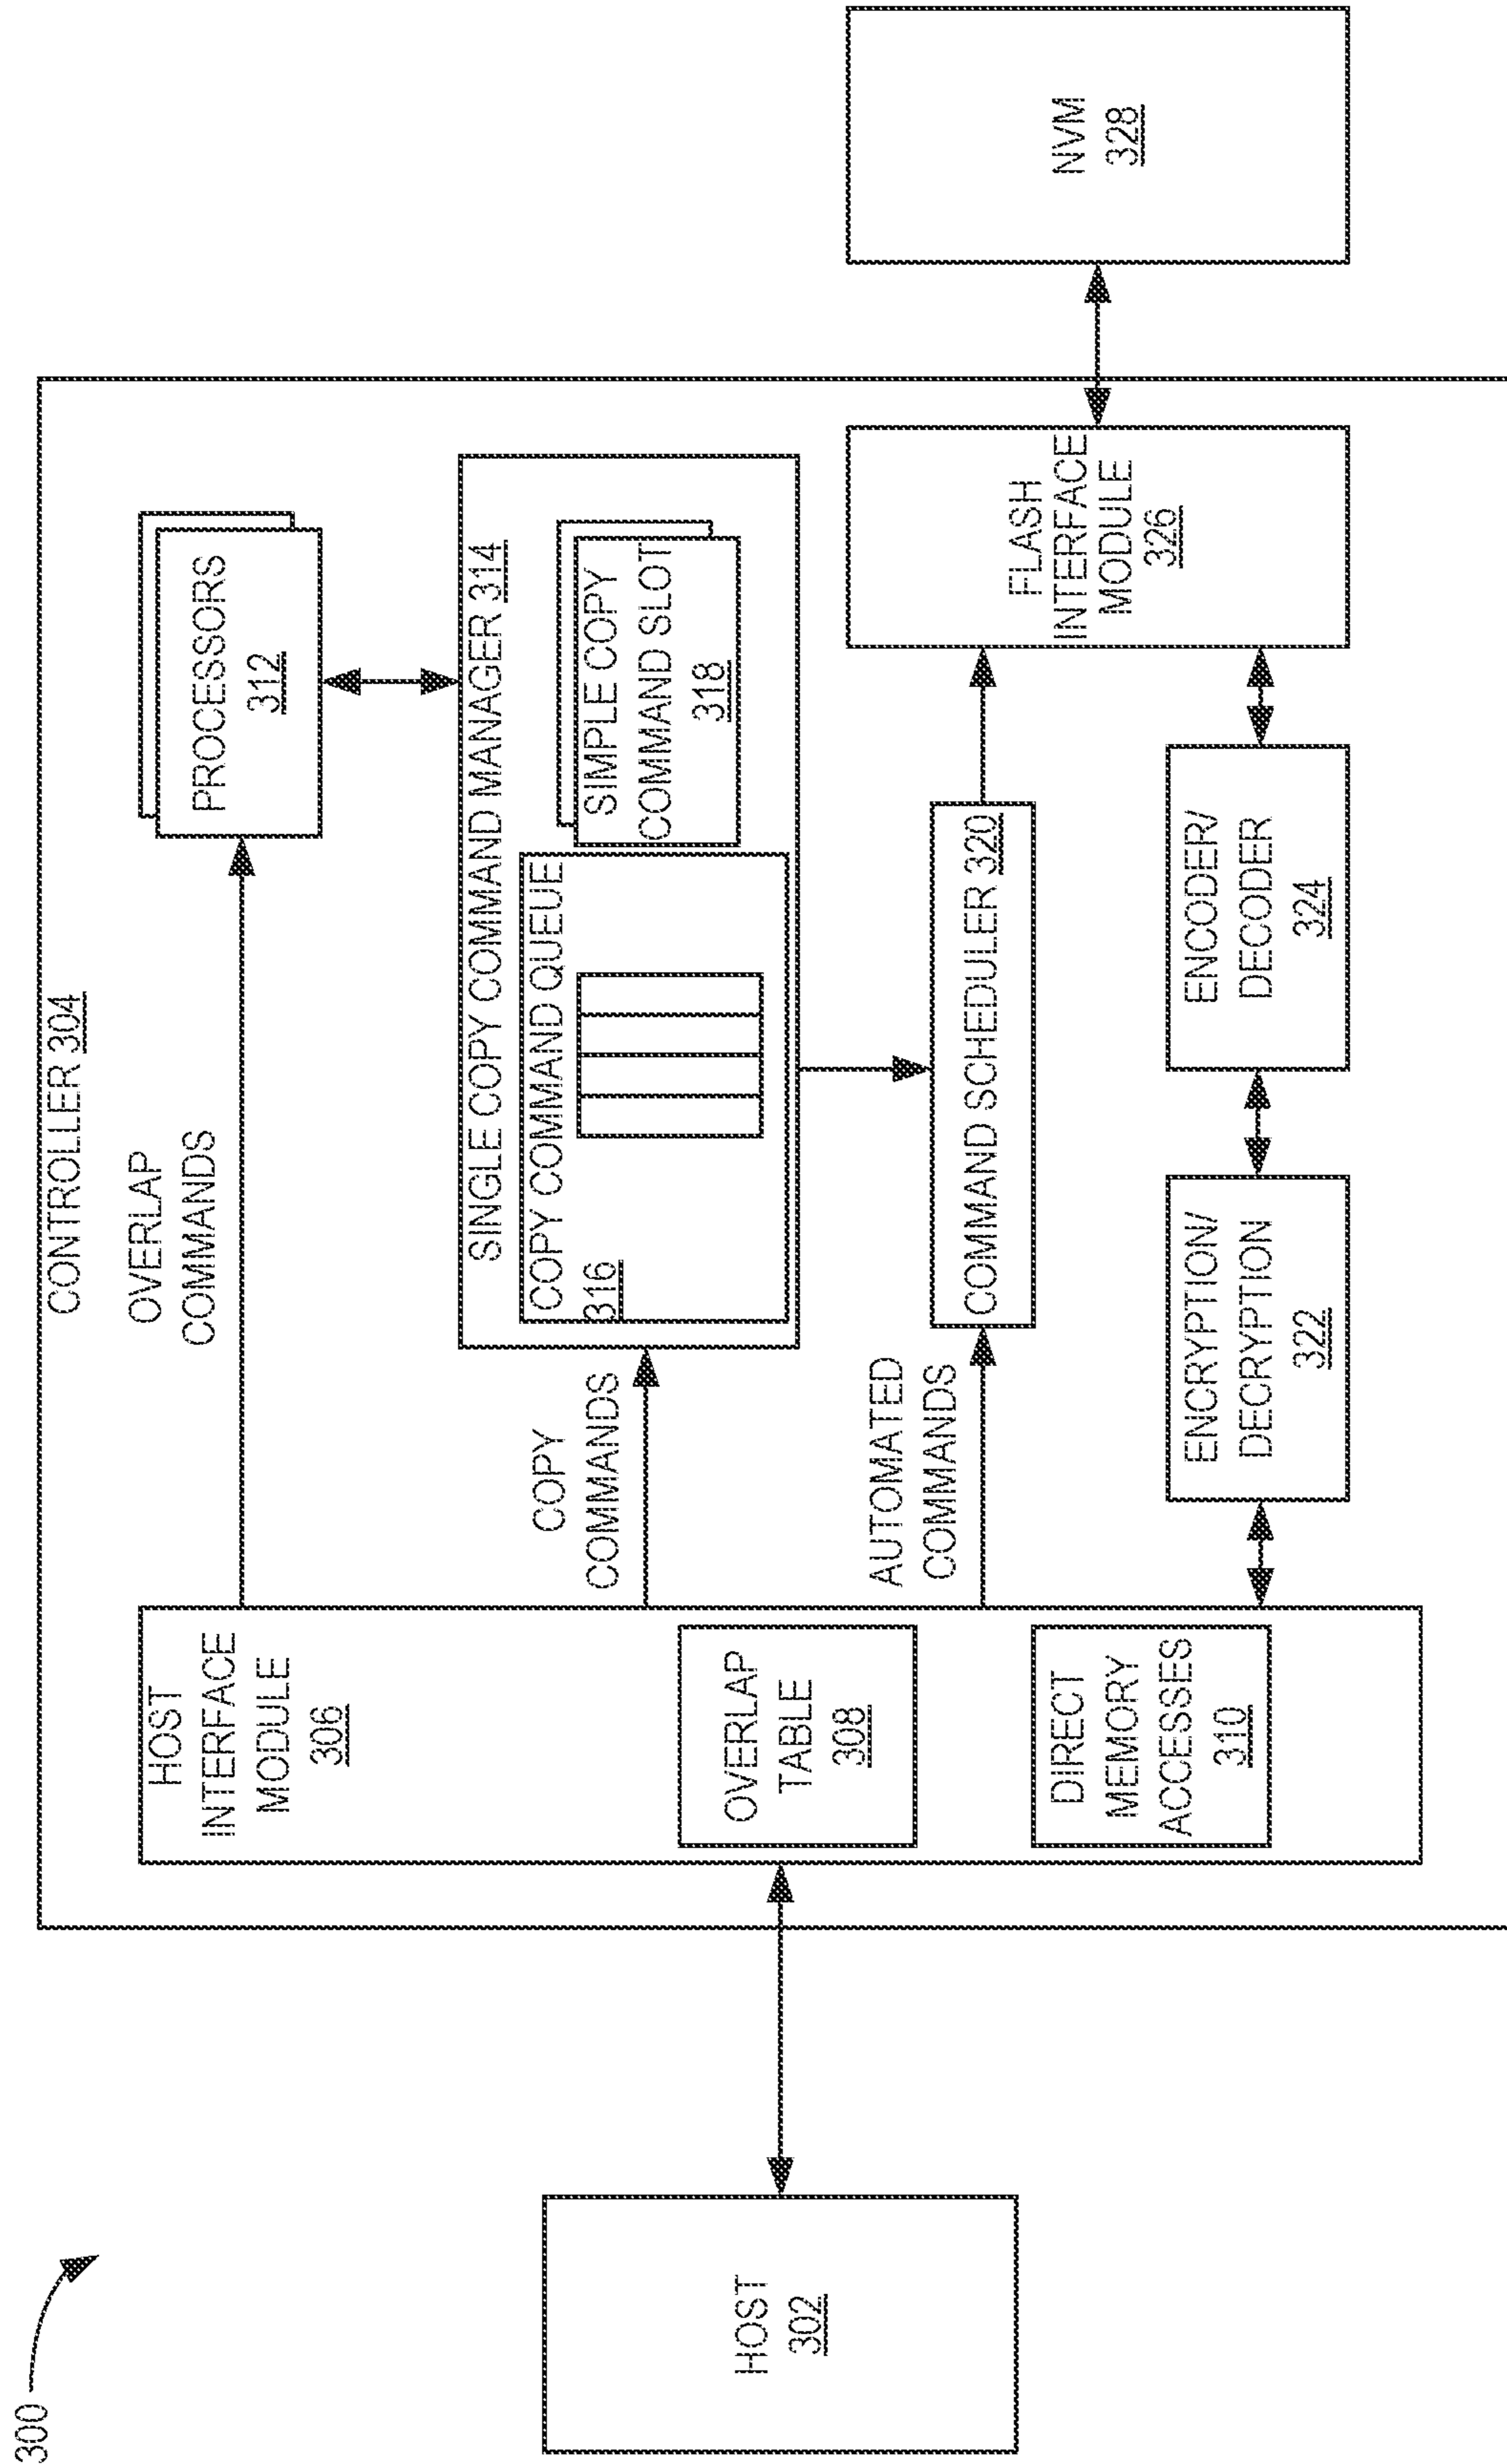 300
HOST
302
CONTROLLER 304
HOST
INTERFACE
MODULE
306
OVERLAP
TABLE
308
DIRECT
MEMORY
ACCESSES
310
OVERLAP
COMMANDS
COPY
COMMANDS
AUTOMATED
COMMANDS
PROCESSORS
312
SINGLE COPY COMMAND MANAGER 314
COPY COMMAND QUEUE
316
SIMPLE COPY
COMMAND SLOT
318
COMMAND SCHEDULER 320
ENCRYPTION/
DECRYPTION
322
ENCODER/
DECODER
324
FLASH
INTERFACE
MODULE
326
NVM
328